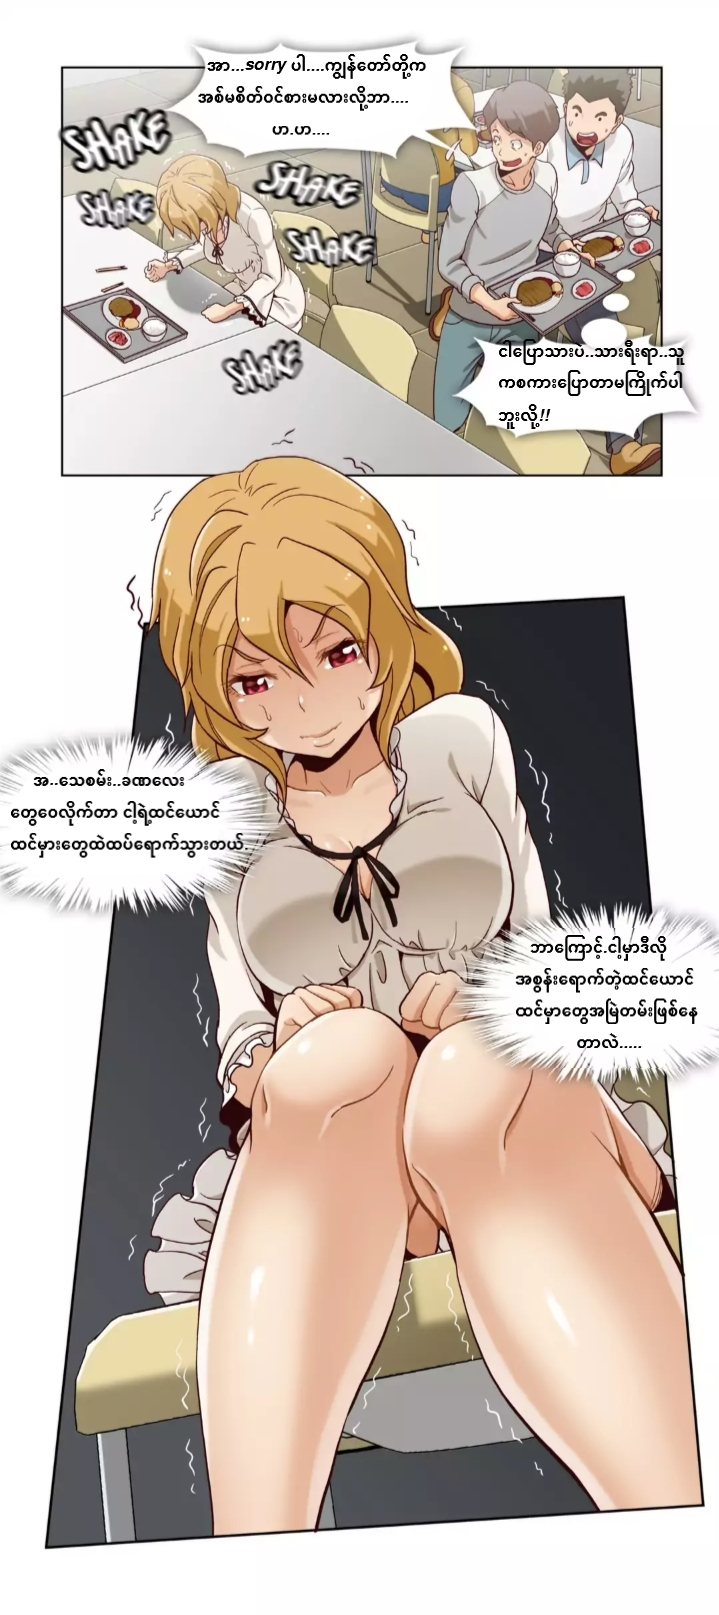 အာ...sorry ပါ....ကျွန်တော်တို့က
အစ်မစိတ်ဝင်စားမလားလို့ဘာ....
ဟ.ဟ....
SHAKE
SHAKE
SHAKE
SHAKE
SHAKE
ငါပြောသားပဲ..သားရီးရာ..သူ
ကစကားပြောတာမကြိုက်ပါ
ဘူးလို့!!
အ..သေစမ်း..ခဏလေး
တွေဝေလိုက်တာ ငါ့ရဲ့ထင်ယောင်
ထင်မှားတွေထဲထပ်ရောက်သွားတယ်.
ဘာကြောင့်.ငါ့မှာဒီလို
အစွန်းရောက်တဲ့ထင်ယောင်
ထင်မှာတွေအမြဲတမ်းဖြစ်နေ
တာလဲ.....